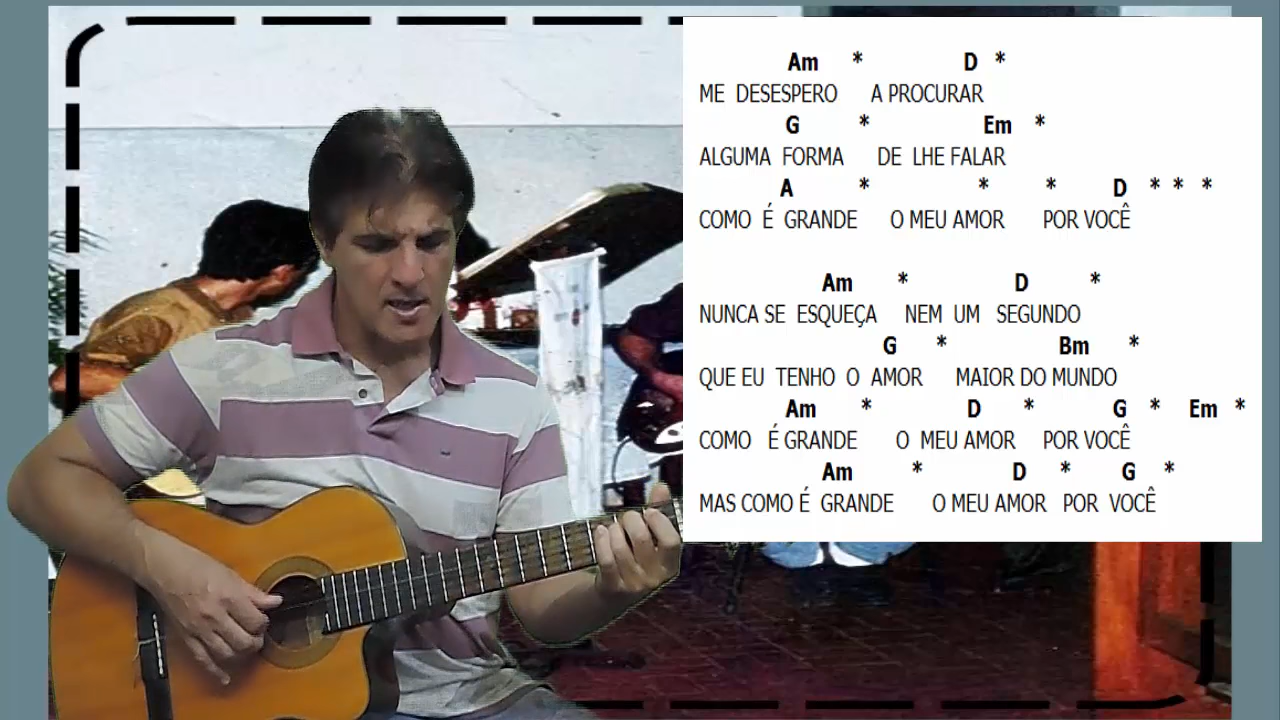 Am * D *
ME DESESPERO A PROCURAR
G * Em *
ALGUMA FORMA DE LHE FALAR
A * * * D * * *
COMO É GRANDE O MEU AMOR POR VOCÊ
Am * D *
NUNCA SE ESQUEÇA NEM UM SEGUNDO
G * Bm *
QUE EU TENHO O AMOR MAIOR DO MUNDO
Am * D * G * Em *
COMO É GRANDE O MEU AMOR POR VOCÊ
Am * D * G *
MAS COMO É GRANDE O MEU AMOR POR VOCÊ